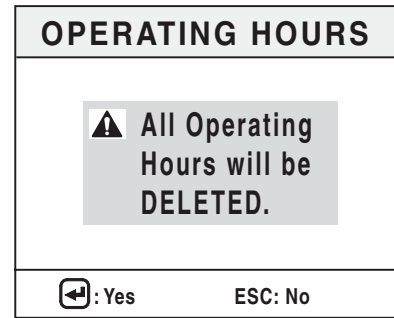 OPERATING HOURS
All Operating
Hours will be
DELETED.
: Yes ESC: No